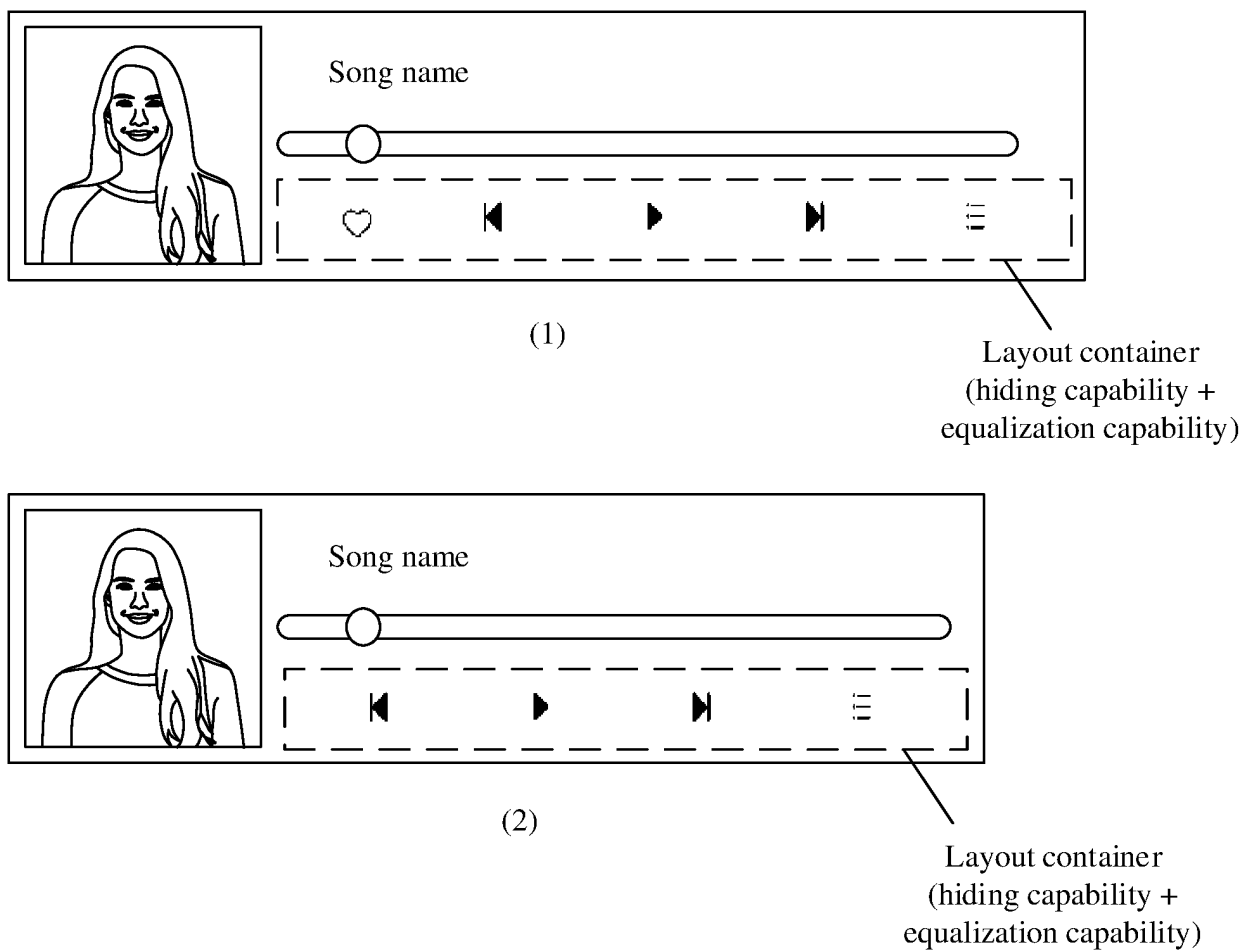 Song name
(1)
Layout container
(hiding capability +
equalization capability)
Song name
(2)
Layout container
(hiding capability +
equalization capability)